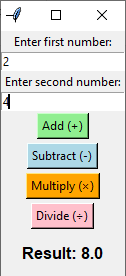 Enter first number:
2
Enter second number:
4
Add (+)
Subtract (-)
Multiply (×)
Divide (÷)
Result: 8.0